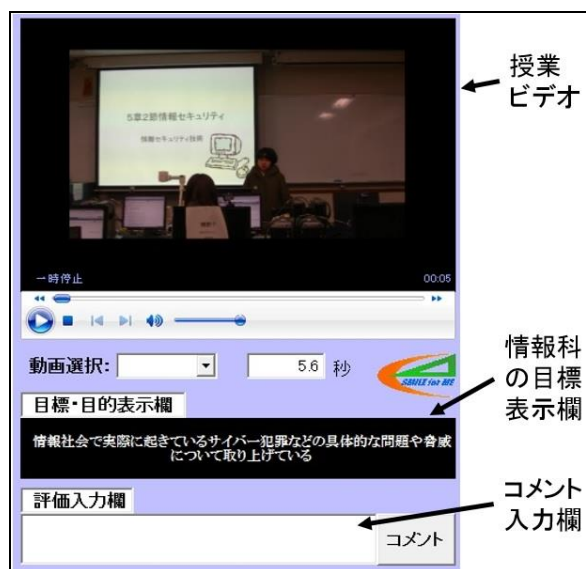 5章2節情報セキュリティ
情報セキュリティ技術
授業
ビデオ
一時停止
00:05
動画選択:
5.6 秒
SMILE for ME
目標・目的表示欄
情報社会で実際に起きているサイバー犯罪などの具体的な問題や脅威
について取り上げている
情報科
の目標
表示欄
評価入力欄
コメント
コメント
入力欄